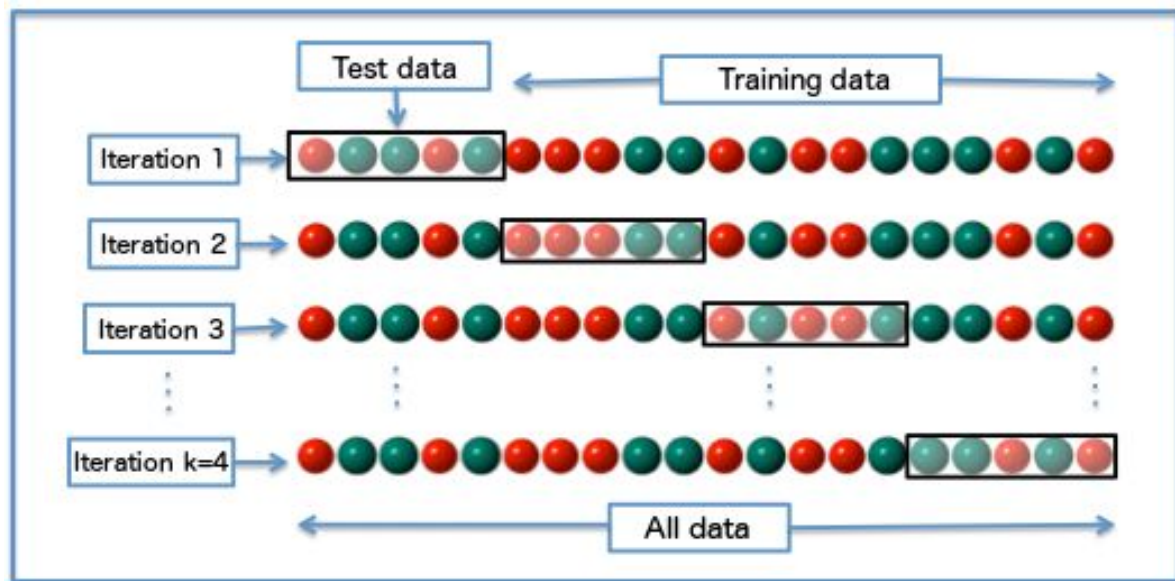 Test data
Training data
Iteration 1
Iteration 2
Iteration 3
Iteration k=4
All data